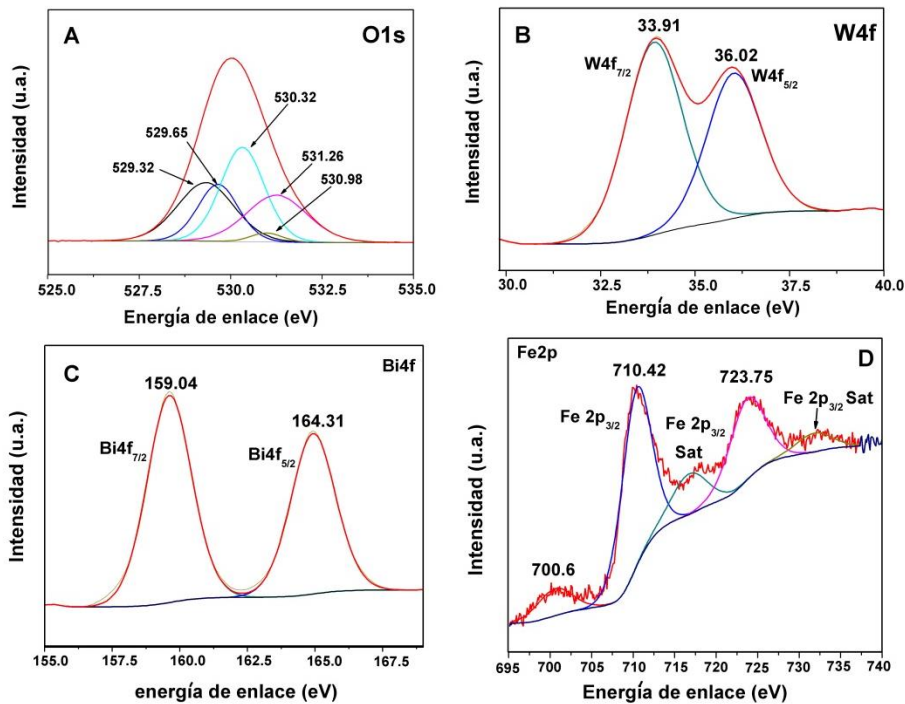 A
O1s
530.32
529.65
529.32
531.26
530.98
Intensidad (u.a.)
525.0 527.5 530.0 532.5 535.0
Energía de enlace (eV)
B
W4f
33.91
36.02
W4f7/2
W4f5/2
Intensidad (u.a.)
30.0 32.5 35.0 37.5 40.0
Energía de enlace (eV)
C
Bi4f
159.04
164.31
Bi4f7/2
Bi4f5/2
Intensidad (u.a.)
155.0 157.5 160.0 162.5 165.0 167.5
energía de enlace (eV)
Fe2p
D
710.42
723.75
Fe 2p3/2
Fe 2p3/2
Sat
Fe 2p3/2 Sat
700.6
Intensidad (u.a.)
695 700 705 710 715 720 725 730 735 740
Energía de enlace (eV)